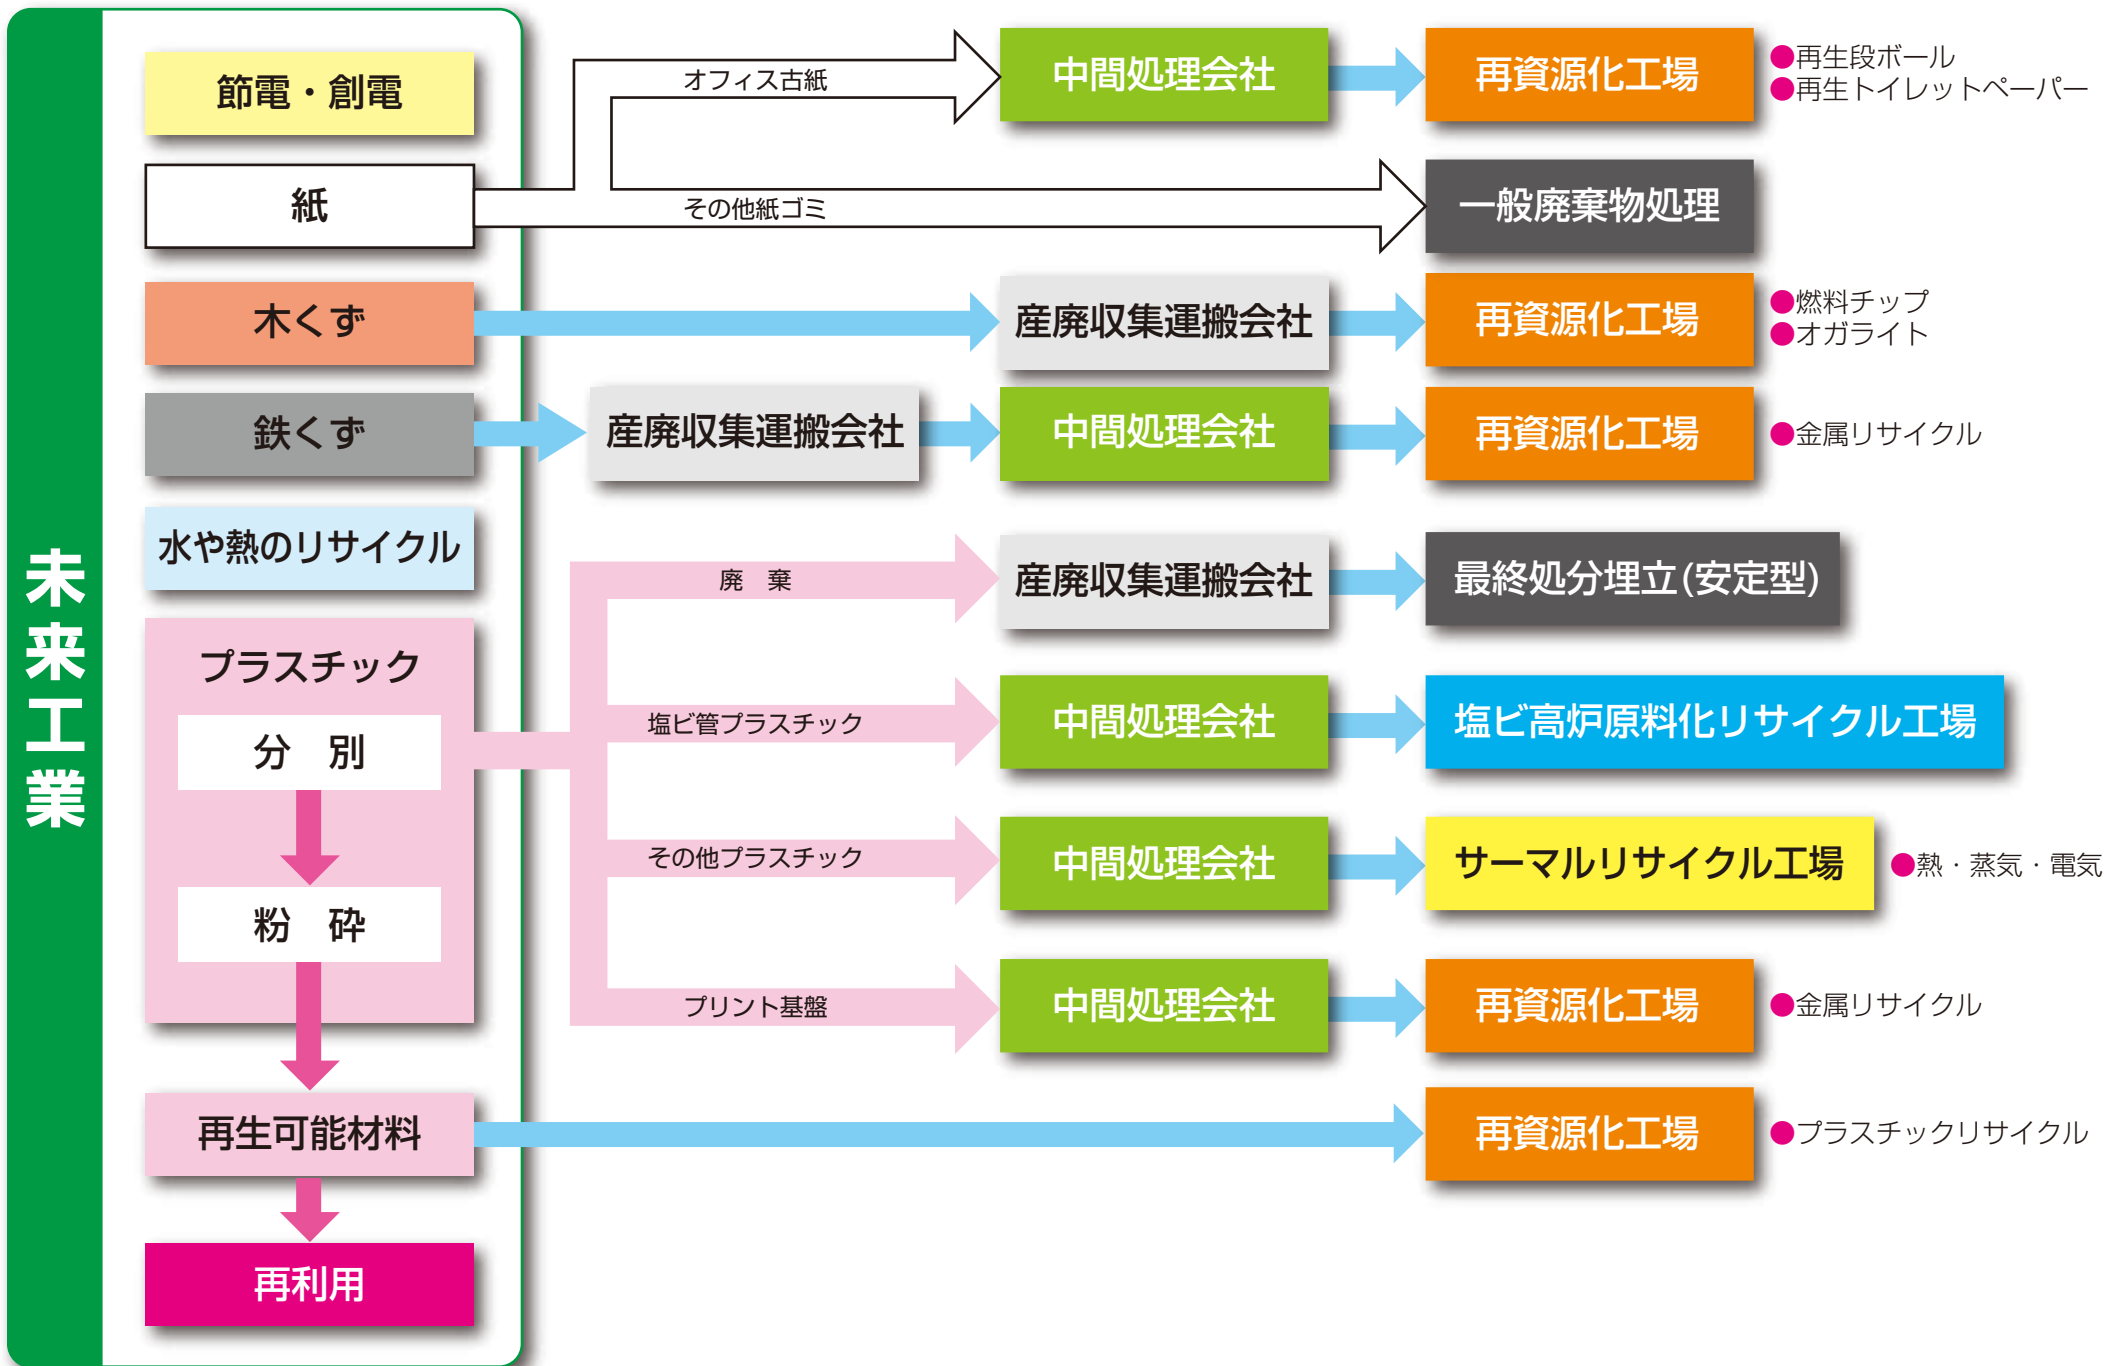 未来工業
節電・創電
紙
オフィス古紙
中間処理会社
再資源化工場
●再生段ボール
●再生トイレットペーパー
その他紙ゴミ
一般廃棄物処理
木くず
産廃収集運搬会社
再資源化工場
●燃料チップ
●オガライト
鉄くず
産廃収集運搬会社
中間処理会社
再資源化工場
●金属リサイクル
水や熱のリサイクル
プラスチック
分　別
粉　砕
廃　棄
産廃収集運搬会社
最終処分埋立(安定型)
塩ビ管プラスチック
中間処理会社
塩ビ高炉原料化リサイクル工場
その他プラスチック
中間処理会社
サーマルリサイクル工場
●熱・蒸気・電気
プリント基盤
中間処理会社
再資源化工場
●金属リサイクル
再生可能材料
再資源化工場
●プラスチックリサイクル
再利用